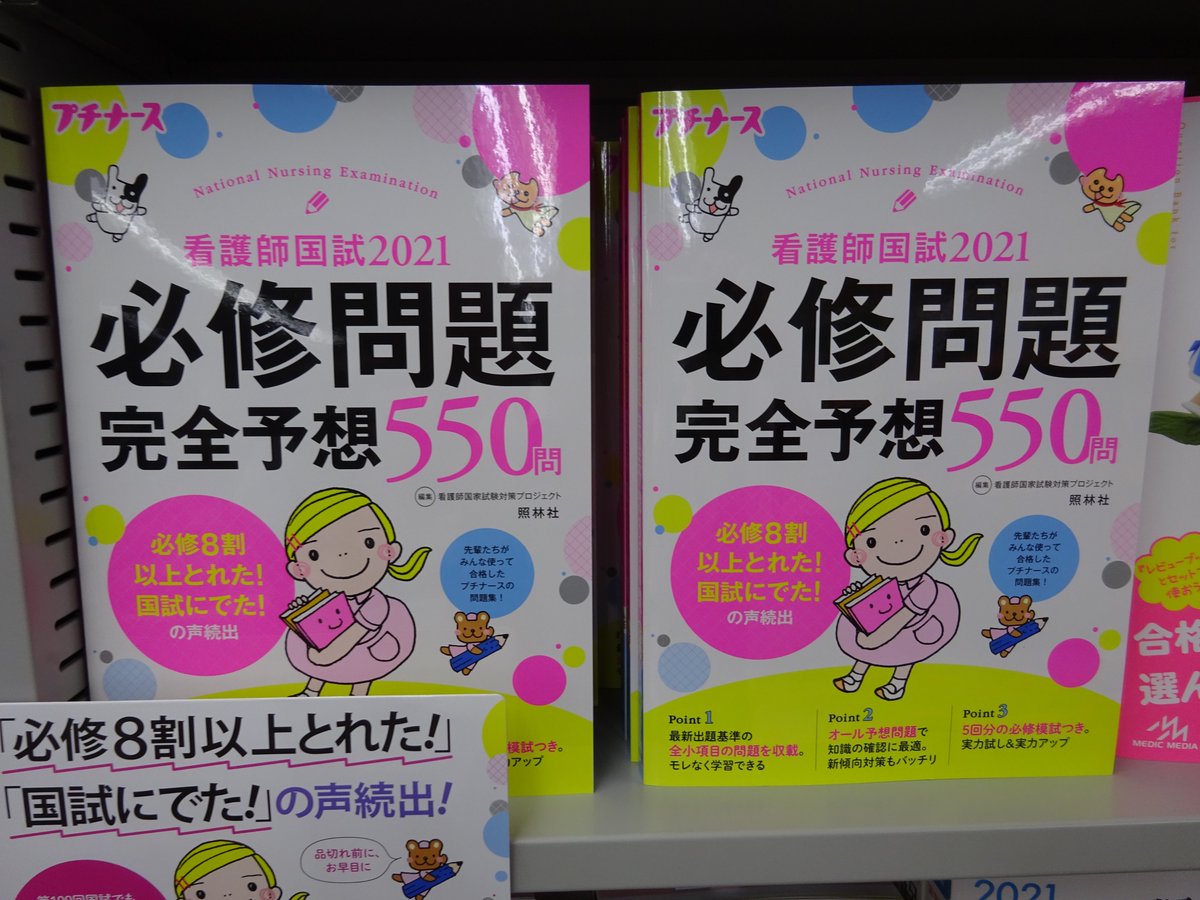 プチナース
National Nursing Examination
看護師国試2021
必修問題
完全予想550問
編集 看護師国家試験対策プロジェクト
照林社
必修8割
以上とれた!
国試にでた!
の声続出
先輩たちが
みんな使って
合格した
プチナースの
問題集!
模試つき。
アップ
「必修8割以上とれた!」
「国試にでた!」の声続出!
品切れ前に、
お早目に
プチナース
National Nursing Examination
看護師国試2021
必修問題
完全予想550問
編集 看護師国家試験対策プロジェクト
照林社
必修8割
以上とれた!
国試にでた!
の声続出
先輩たちが
みんな使って
合格した
プチナースの
問題集!
Point 1
最新出題基準の
全小項目の問題を収載。
モレなく学習できる
Point 2
オール予想問題で
知識の確認に最適。
新傾向対策もバッチリ
Point 3
5回分の必修模試つき。
実力試し&実力アップ
とセット
合格
選ん
MEDIC MEDIA
2021